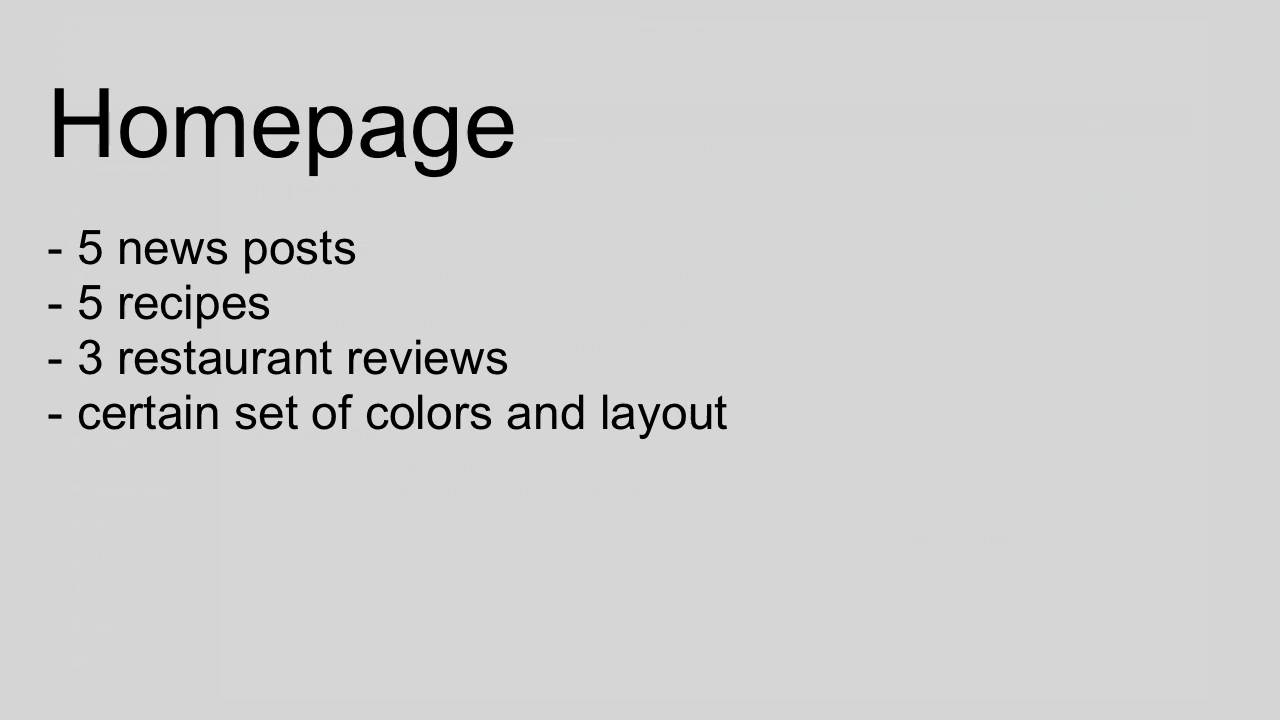 Homepage
- 5 news posts
- 5 recipes
- 3 restaurant reviews
- certain set of colors and layout